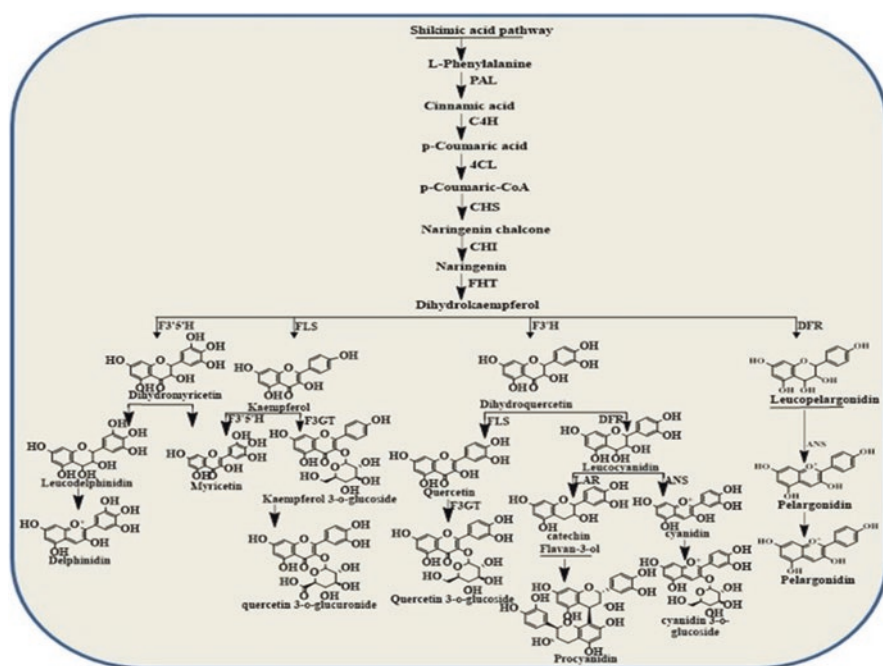 Shikimic acid pathway
L-Phenylalanine
PAL
Cinnamic acid
C4H
p-Coumaric acid
4CL
p-Coumaric-CoA
CHS
Naringenin chalcone
CHI
Naringenin
FHT
Dihydrokaempferol
F3'5'H
FLS
F3'H
DFR
Dihydromyricetin
Kaempferol
Dihydroquercetin
Leucopelargonidin
F3'5'H
F3GT
FLS
DFR
ANS
Leucodelphinidin
Myricetin
Kaempferol 3-o-glucoside
Quercetin
Leucocyanidin
LAR
ANS
Pelargonidin
F3GT
catechin
Flavan-3-ol
cyanidin
Delphinidin
quercetin 3-o-glucuronide
Quercetin 3-o-glucoside
Procyanidin
cyanidin 3-o-
glucoside
Pelargonidin